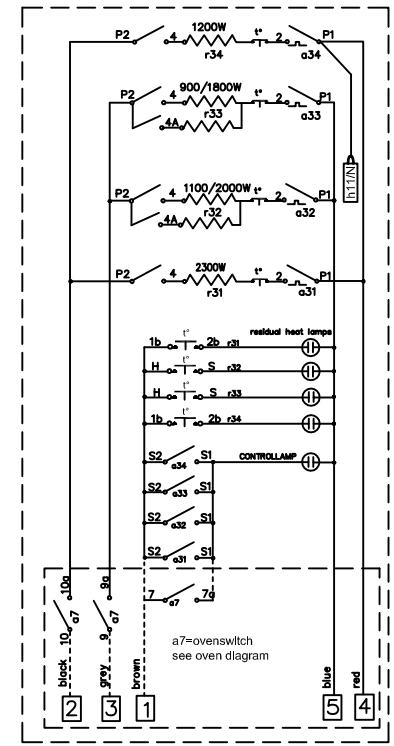 1200W
P2 4 t° 2 P1
r34 a34
900/1800W
P2 4 t° 2 P1
4A r33 a33
h11/N
1100/2000W
P2 4 t° 2 P1
4A r32 a32
2300W
P2 4 t° 2 P1
r31 a31
residual heat lamps
t°
1b 2b r31
t°
H S r32
t°
H S r33
t°
1b 2b r34
S2 S1 CONTROLLAMP
a34
S2 S1
a33
S2 S1
a32
S2 S1
a31
10a 9a
7 7a
a7
a7 a7
10 9
a7=ovenswitch
see oven diagram
black grey brown blue red
2 3 1 5 4